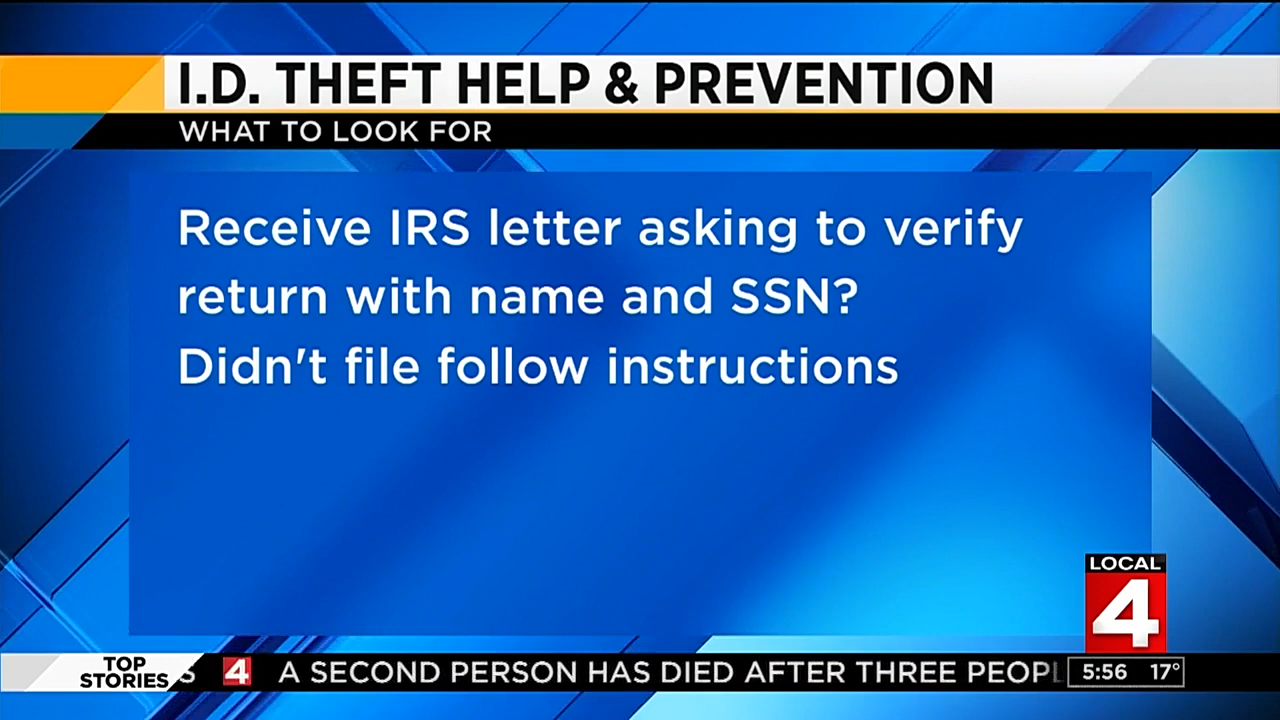 I.D. THEFT HELP & PREVENTION
WHAT TO LOOK FOR
Receive IRS letter asking to verify
return with name and SSN?
Didn't file follow instructions
LOCAL
4
TOP
STORIES
S 4 A SECOND PERSON HAS DIED AFTER THREE PEOPL
5:56 17°